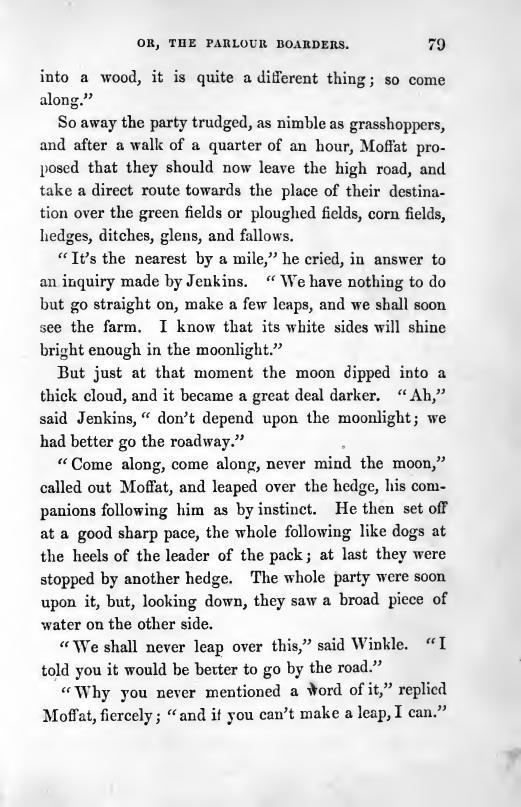 OR, THE PARLOUR BOARDERS. 79
into a wood, it is quite a different thing; so come
along.”
So away the party trudged, as nimble as grasshoppers,
and after a walk of a quarter of an hour, Moffat pro-
posed that they should now leave the high road, and
take a direct route towards the place of their destina-
tion over the green fields or ploughed fields, corn fields,
hedges, ditches, glens, and fallows.
“It’s the nearest by a mile,” he cried, in answer to
an inquiry made by Jenkins. “We have nothing to do
but go straight on, make a few leaps, and we shall soon
see the farm. I know that its white sides will shine
bright enough in the moonlight.”
But just at that moment the moon dipped into a
thick cloud, and it became a great deal darker. “Ah,”
said Jenkins, “don’t depend upon the moonlight; we
had better go the roadway.”
“Come along, come along, never mind the moon,”
called out Moffat, and leaped over the hedge, his com-
panions following him as by instinct. He then set off
at a good sharp pace, the whole following like dogs at
the heels of the leader of the pack; at last they were
stopped by another hedge. The whole party were soon
upon it, but, looking down, they saw a broad piece of
water on the other side.
“We shall never leap over this,” said Winkle. “I
told you it would be better to go by the road.”
“Why you never mentioned a word of it,” replied
Moffat, fiercely; “and if you can’t make a leap, I can.”